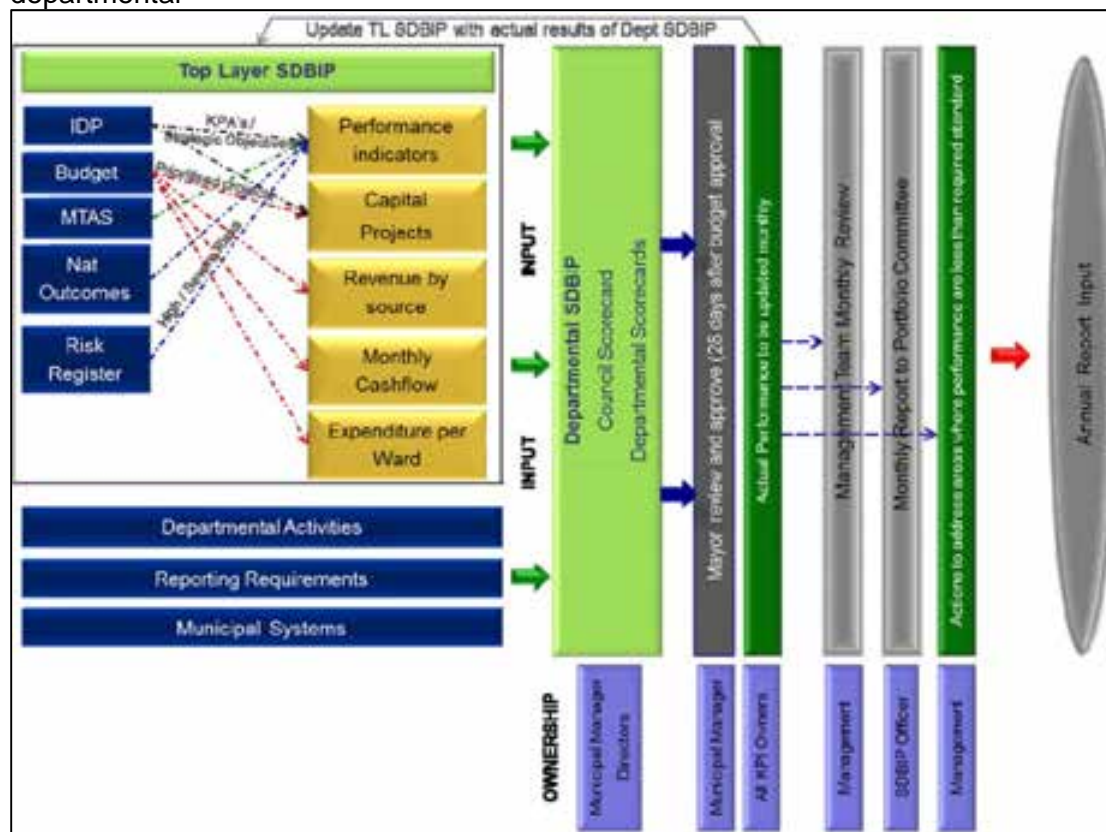 departmental
Update TL SDBIP with actual results of Dept SDBIP
Top Layer SDBIP
IDP
Budget
MTAS
Nat
Outcomes
Risk
Register
KPA's /
Strategic Objectives
Prioritised projects
High /
Performance
indicators
Capital
Projects
Revenue by
source
Monthly
Cashflow
Expenditure per
Ward
Departmental Activities
Reporting Requirements
Municipal Systems
INPUT
INPUT
Departmental SDBIP
Council Scorecard
Departmental Scorecards
Mayor review and approve (28 days after budget approval
Actual Performance to be updated monthly
Management Team Monthly Review
Monthly Report to Portfolio Committee
Actions to address areas where performance are less than required standard
Annual Report Input
OWNERSHIP
Municipal Manager
Directors
Municipal Manager
All KPI Owners
Management
SDBIP Officer
Management